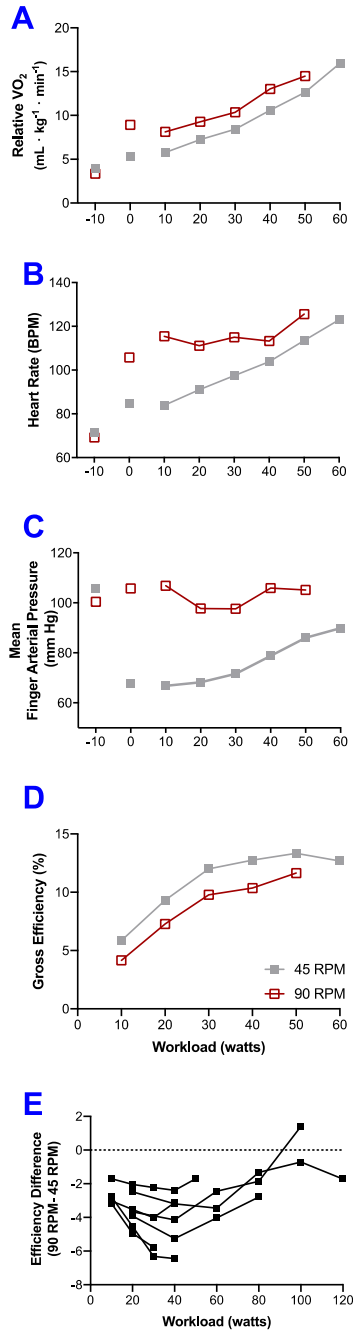 A
Relative VO2
(mL · kg-1 · min-1)
20
15
10
5
0
-10 0 10 20 30 40 50 60
B
Heart Rate (BPM)
140
120
100
80
60
-10 0 10 20 30 40 50 60
C
Mean
Finger Arterial Pressure
(mm Hg)
120
100
80
60
-10 0 10 20 30 40 50 60
D
Gross Efficiency (%)
15
10
5
0
45 RPM
90 RPM
0 10 20 30 40 50 60
Workload (watts)
E
Efficiency Difference
(90 RPM- 45 RPM)
2
0
-2
-4
-6
-8
0 20 40 60 80 100 120
Workload (watts)